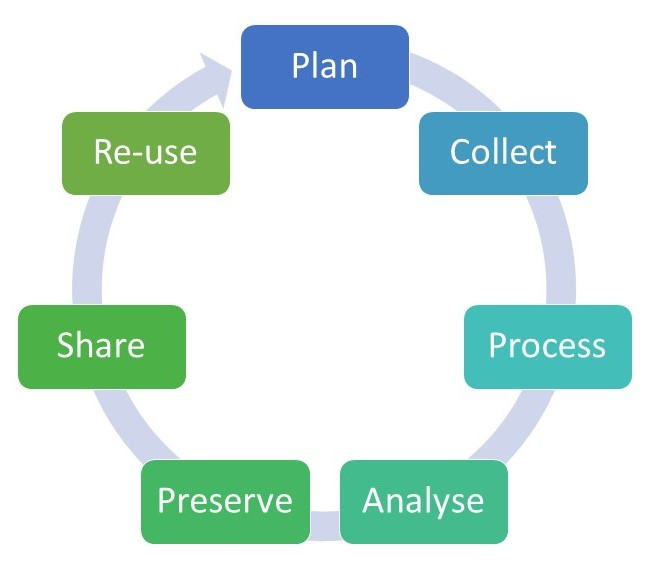 Plan
Collect
Process
Analyse
Preserve
Share
Re-use